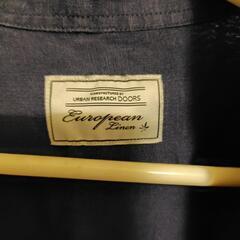 MANUFACTURED BY
URBAN RESEARCH DOORS
European
Linen